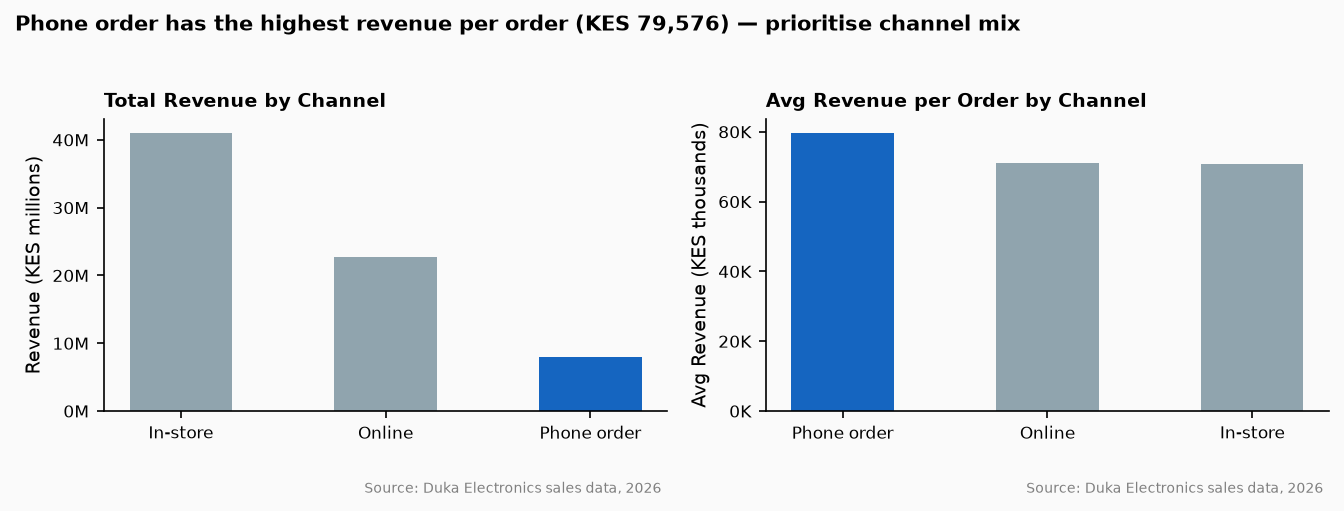 Phone order has the highest revenue per order (KES 79,576) — prioritise channel mix
Total Revenue by Channel
Revenue (KES millions)
40M
30M
20M
10M
0M
In-store
Online
Phone order
Source: Duka Electronics sales data, 2026
Avg Revenue per Order by Channel
Avg Revenue (KES thousands)
80K
60K
40K
20K
0K
Phone order
Online
In-store
Source: Duka Electronics sales data, 2026